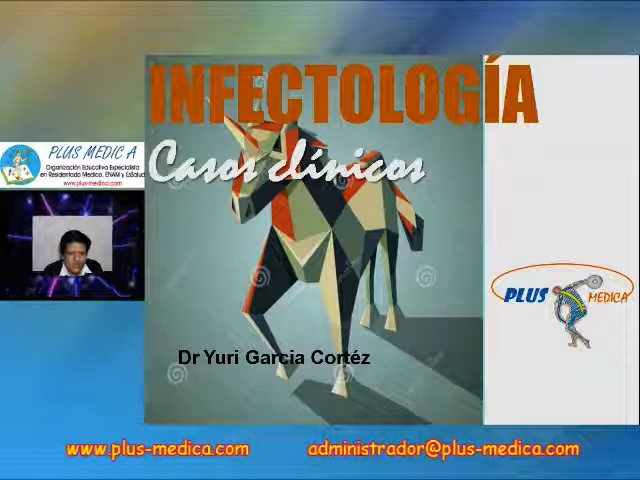 INFECTOLOGÍA
Casos clínicos
PLUS MEDIC A
Organización Educativa Especialista
en Residentado Medico, ENAM y EsSalud
www.plus-medica.com
PLUS MEDICA
Dr Yuri Garcia Cortéz
www.plus-medica.com administrador@plus-medica.com